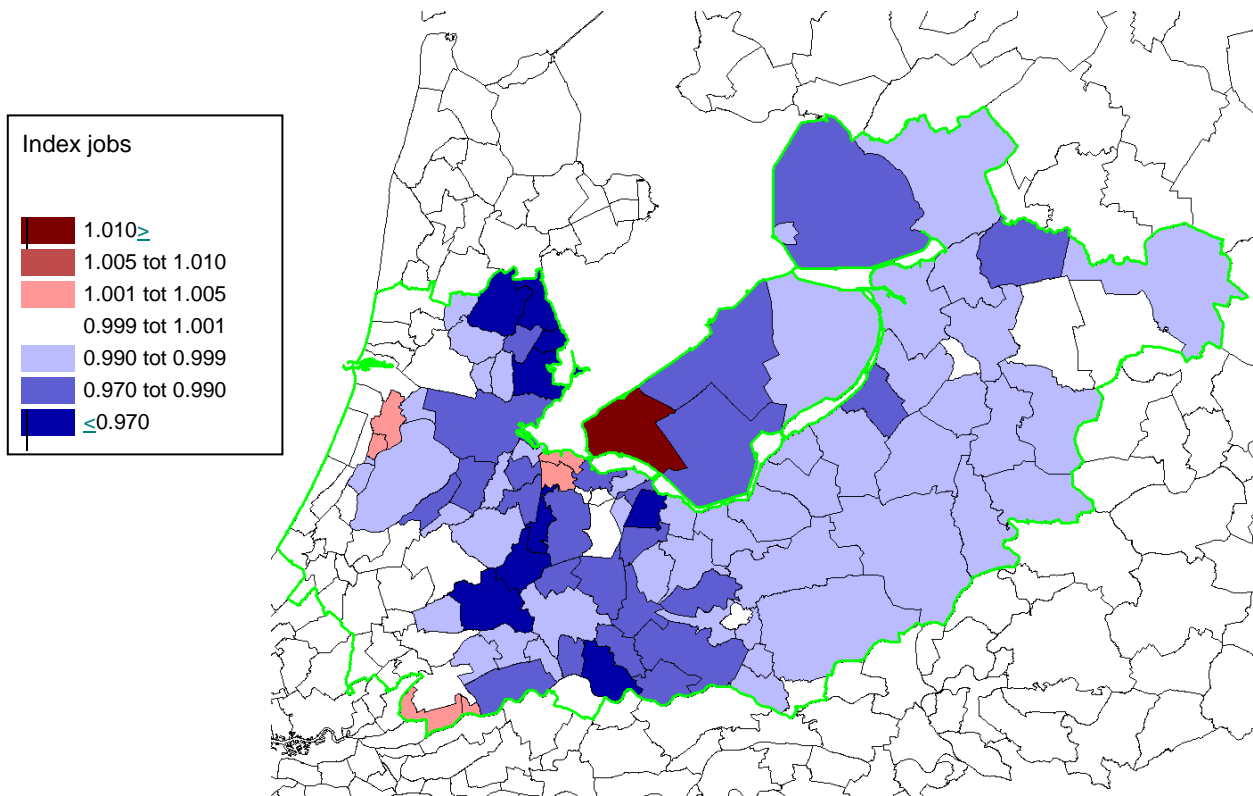 Index jobs
1.010≥
1.005 tot 1.010
1.001 tot 1.005
0.999 tot 1.001
0.990 tot 0.999
0.970 tot 0.990
≤0.970